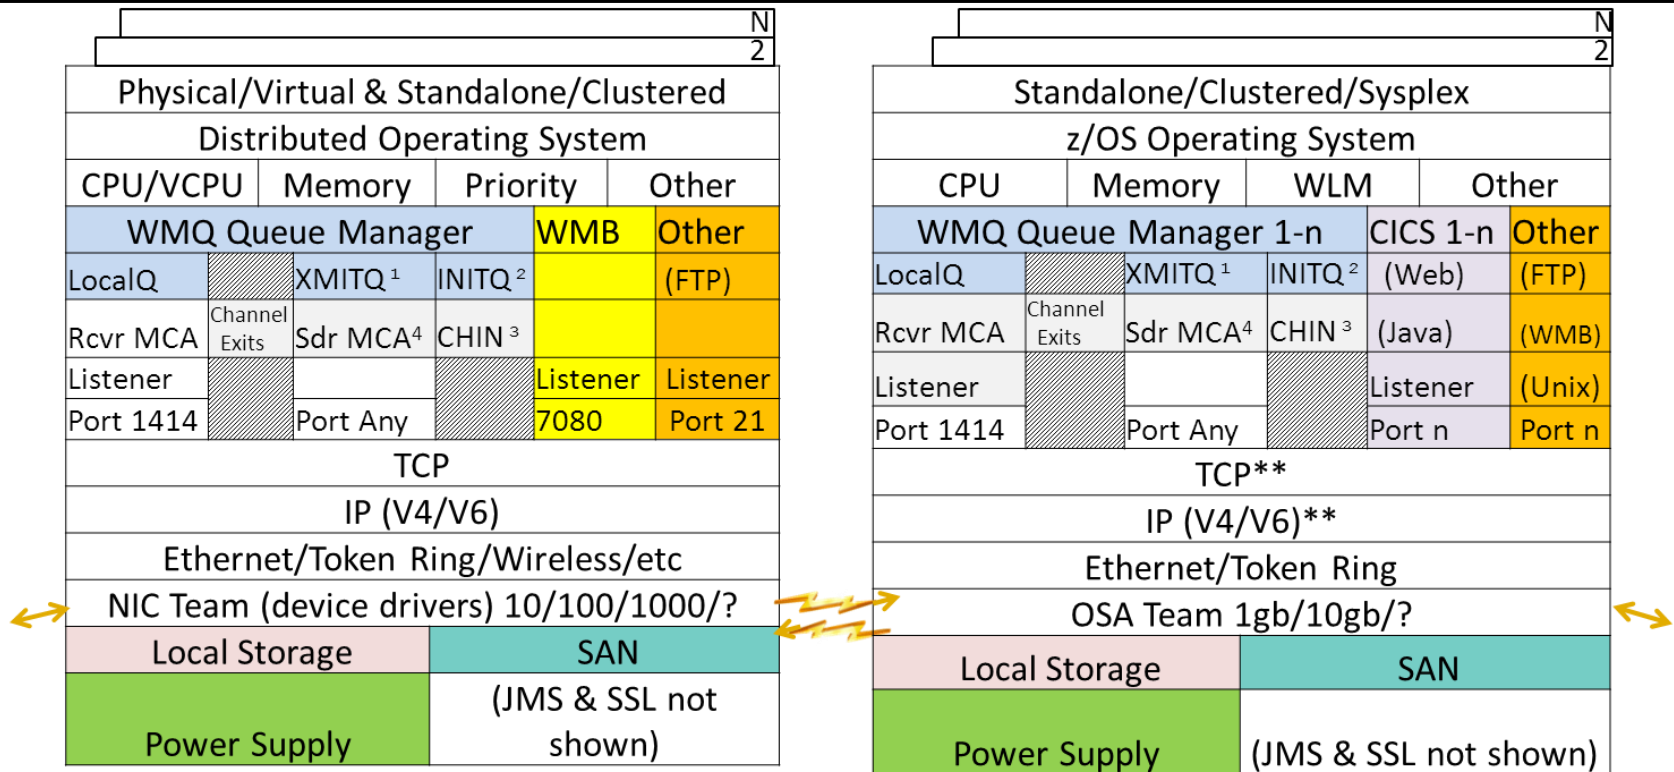 N
2
Physical/Virtual & Standalone/Clustered
Distributed Operating System
CPU/VCPU Memory Priority Other
WMQ Queue Manager WMB Other
LocalQ XMITQ ¹ INITQ ² (FTP)
Rcvr MCA Channel Exits Sdr MCA⁴ CHIN ³
Listener Listener Listener
Port 1414 Port Any 7080 Port 21
TCP
IP (V4/V6)
Ethernet/Token Ring/Wireless/etc
NIC Team (device drivers) 10/100/1000/?
Local Storage SAN
Power Supply (JMS & SSL not
shown)
N
2
Standalone/Clustered/Sysplex
z/OS Operating System
CPU Memory WLM Other
WMQ Queue Manager 1-n CICS 1-n Other
LocalQ XMITQ ¹ INITQ ² (Web) (FTP)
Rcvr MCA Channel Exits Sdr MCA⁴ CHIN ³ (Java) (WMB)
Listener Listener (Unix)
Port 1414 Port Any Port n Port n
TCP**
IP (V4/V6)**
Ethernet/Token Ring
OSA Team 1gb/10gb/?
Local Storage SAN
Power Supply (JMS & SSL not shown)